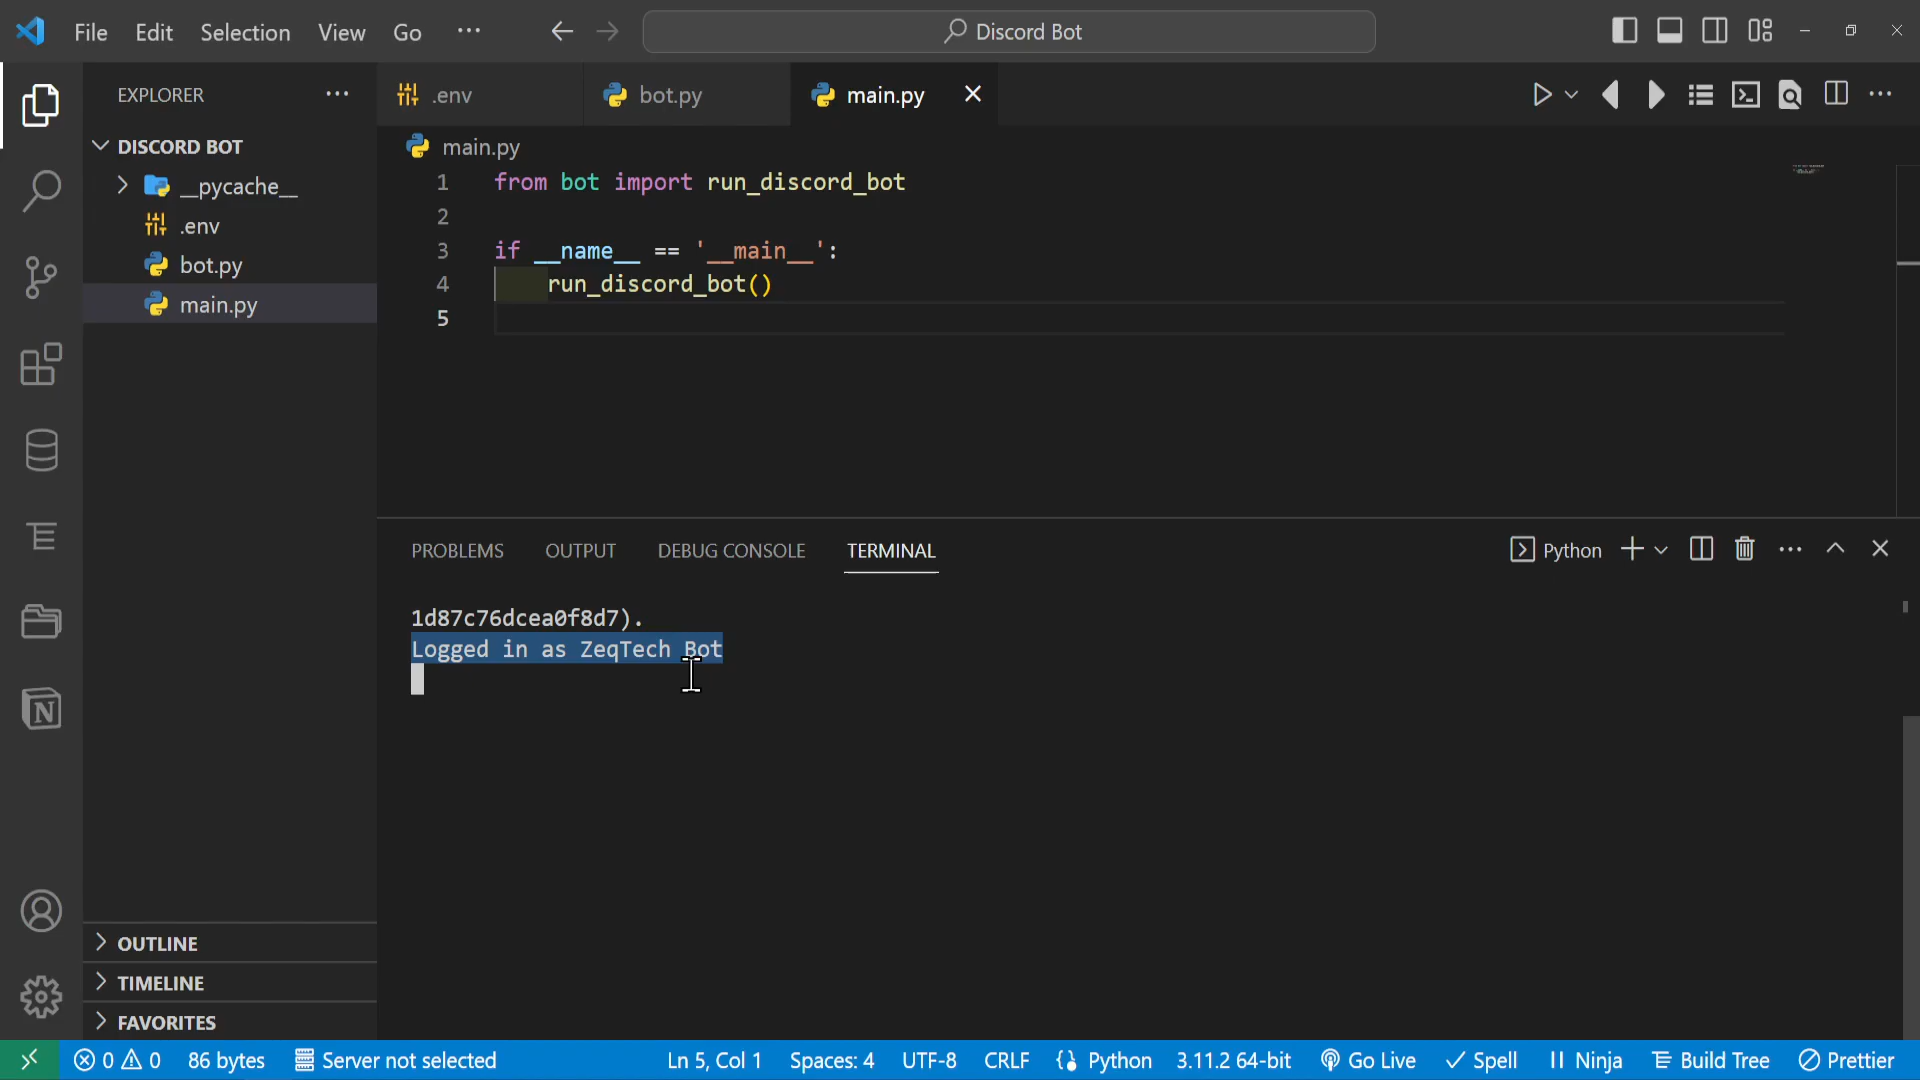 File Edit Selection View Go ··· Discord Bot
EXPLORER ···
.env bot.py main.py
DISCORD BOT
__pycache__
.env
bot.py
main.py
main.py
1 from bot import run_discord_bot
2
3 if __name__ == '__main__':
4 run_discord_bot()
5
PROBLEMS OUTPUT DEBUG CONSOLE TERMINAL Python
1d87c76dcea0f8d7).
Logged in as ZeqTech Bot
OUTLINE
TIMELINE
FAVORITES
0 0 86 bytes Server not selected Ln 5, Col 1 Spaces: 4 UTF-8 CRLF Python 3.11.2 64-bit Go Live Spell Ninja Build Tree Prettier